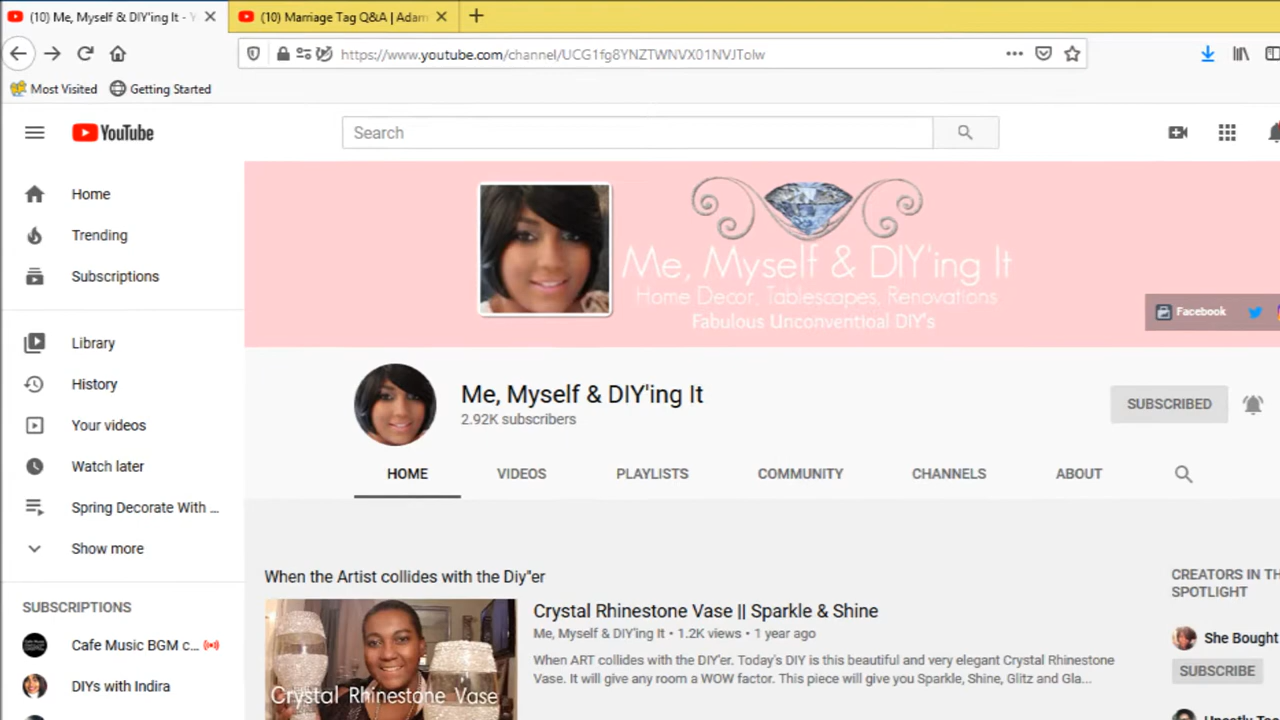 (10) Me, Myself & DIY'ing It - Y
(10) Marriage Tag Q&A | Adam
https://www.youtube.com/channel/UCG1fg8YNZTWNVX01NVJTolw
Most Visited
Getting Started
YouTube
Search
Home
Trending
Subscriptions
Library
History
Your videos
Watch later
Spring Decorate With ...
Show more
SUBSCRIPTIONS
Cafe Music BGM c...
DIYs with Indira
Me, Myself & DIY'ing It
Home Decor, Tablescapes, Renovations
Fabulous Unconventioal DIY's
Facebook
Me, Myself & DIY'ing It
2.92K subscribers
SUBSCRIBED
HOME VIDEOS PLAYLISTS COMMUNITY CHANNELS ABOUT
When the Artist collides with the Diy"er
Crystal Rhinestone Vase
Crystal Rhinestone Vase || Sparkle & Shine
Me, Myself & DIY'ing It • 1.2K views • 1 year ago
When ART collides with the DIY'er. Today's DIY is this beautiful and very elegant Crystal Rhinestone
Vase. It will give any room a WOW factor. This piece will give you Sparkle, Shine, Glitz and Gla...
CREATORS IN TH
SPOTLIGHT
She Bought
SUBSCRIBE